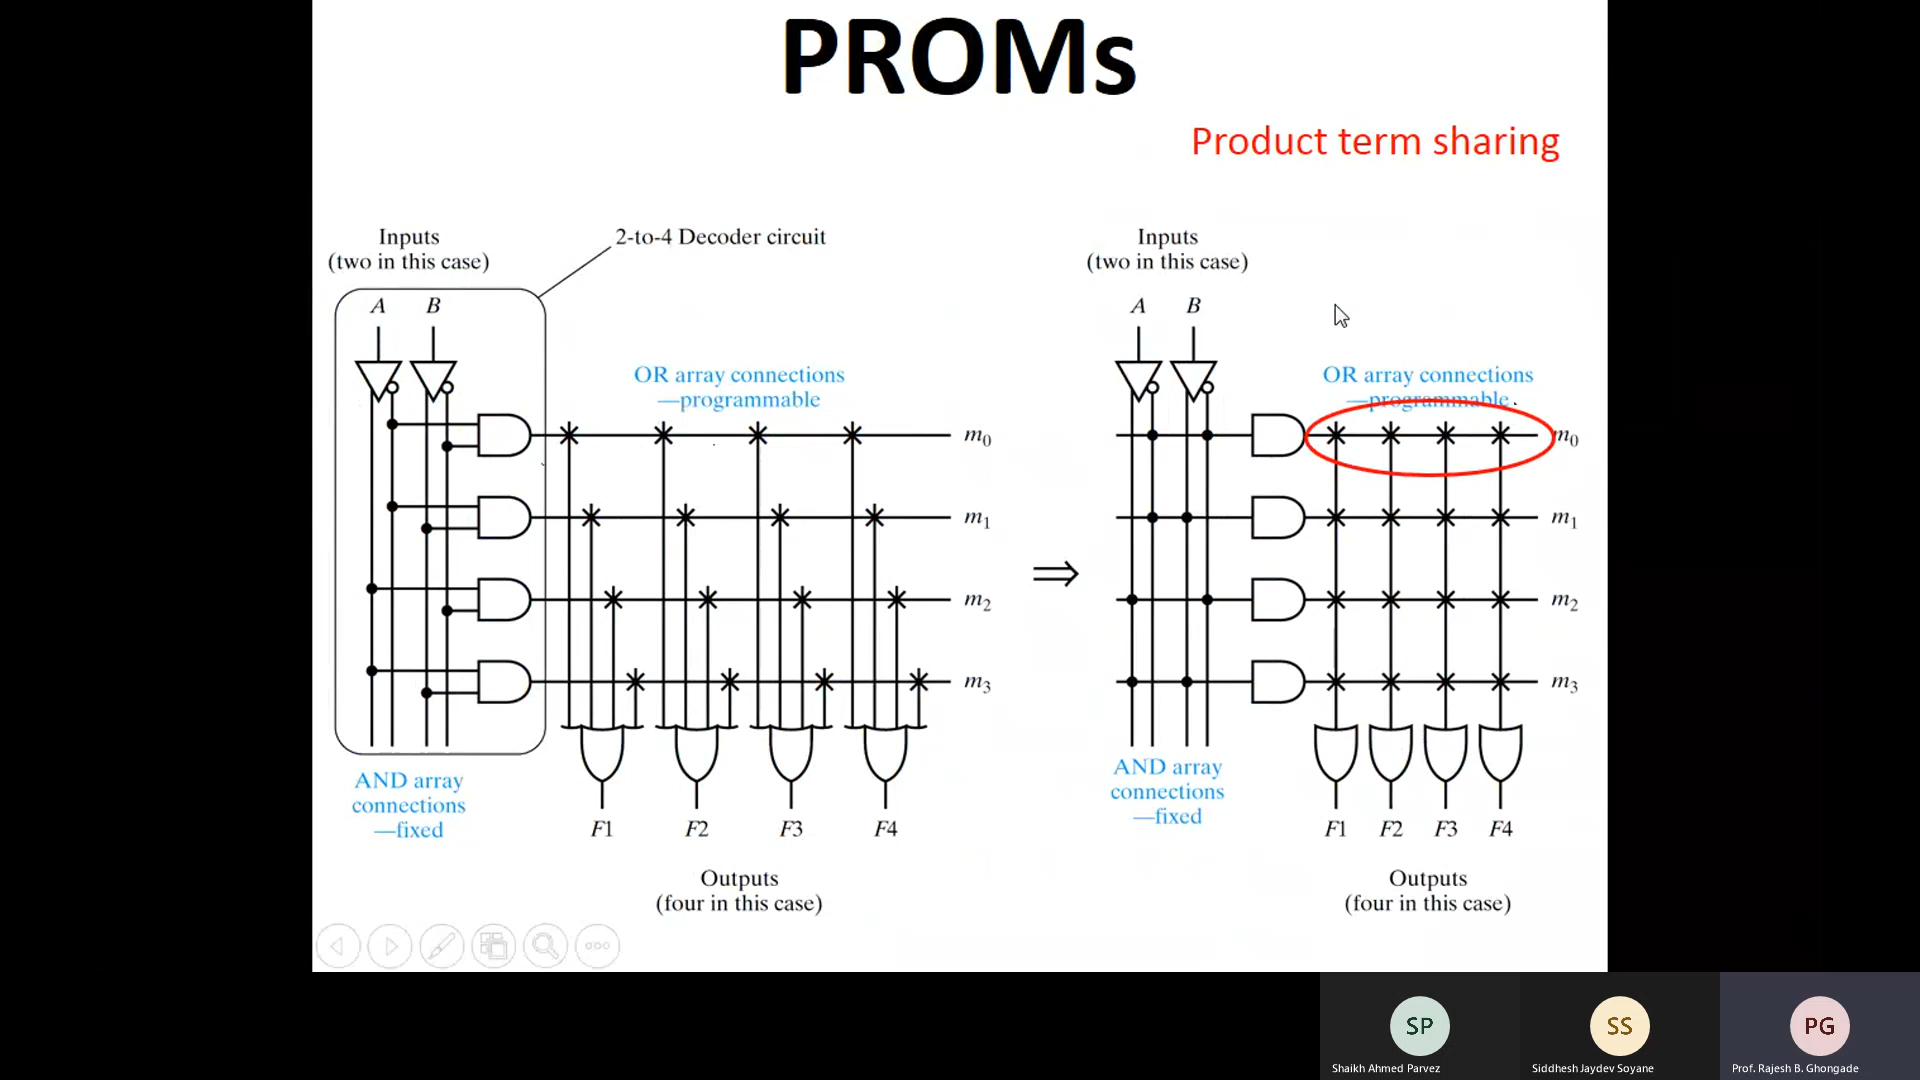 PROMs
Product term sharing
Inputs
(two in this case)
2-to-4 Decoder circuit
A B
OR array connections
—programmable
m0
m1
m2
m3
AND array
connections
—fixed
F1 F2 F3 F4
Outputs
(four in this case)
⇒
Inputs
(two in this case)
A B
OR array connections
—programmable
m0
m1
m2
m3
AND array
connections
—fixed
F1 F2 F3 F4
Outputs
(four in this case)
SP
Shaikh Ahmed Parvez
SS
Siddhesh Jaydev Soyane
PG
Prof. Rajesh B. Ghongade